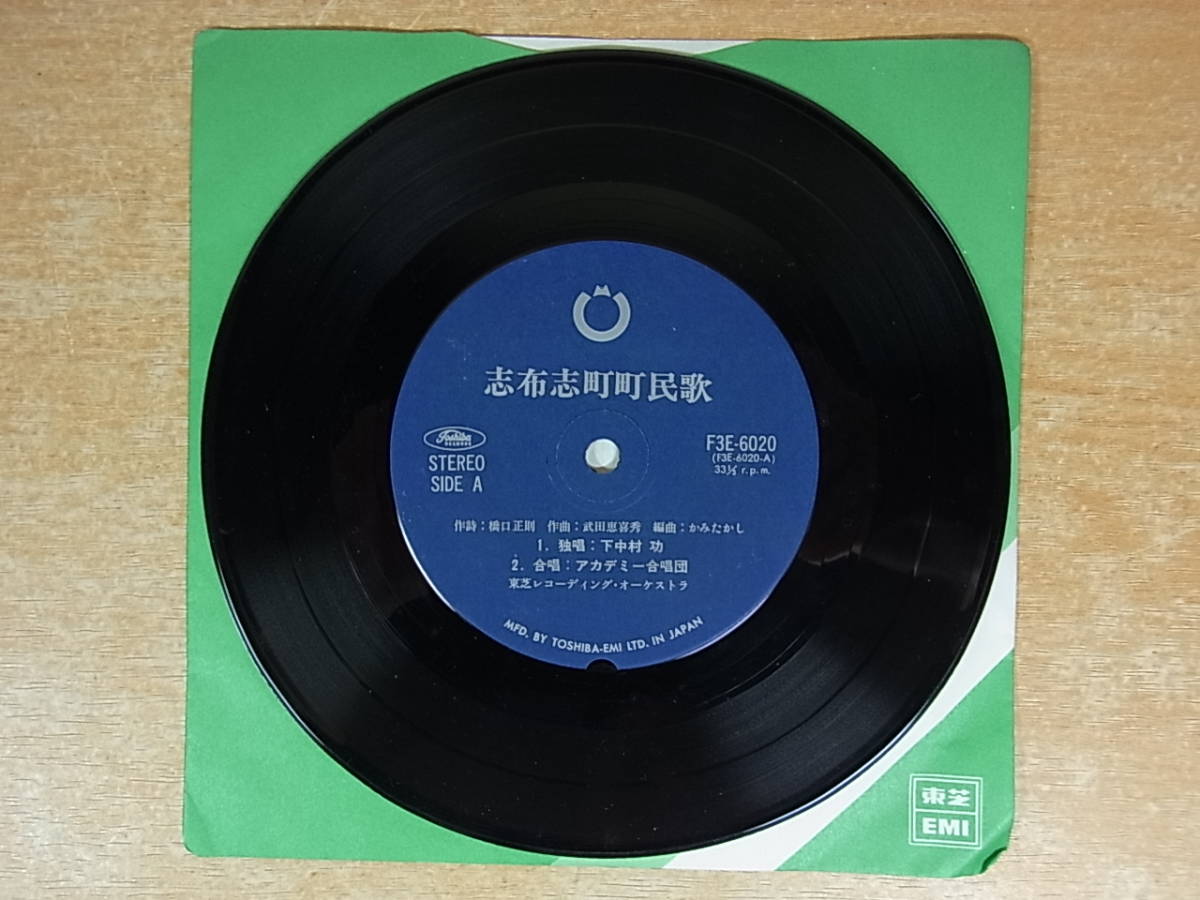 志布志町町民歌
Toshiba
RECORDS
STEREO
SIDE A
F3E-6020
(F3E-6020-A)
33⅓ r.p.m.
作詩:橋口正則 作曲:武田恵喜秀 編曲:かみたかし
1. 独唱:下中村 功
2. 合唱:アカデミー合唱団
東芝レコーディング・オーケストラ
MFD. BY TOSHIBA-EMI LTD. IN JAPAN
東芝
EMI